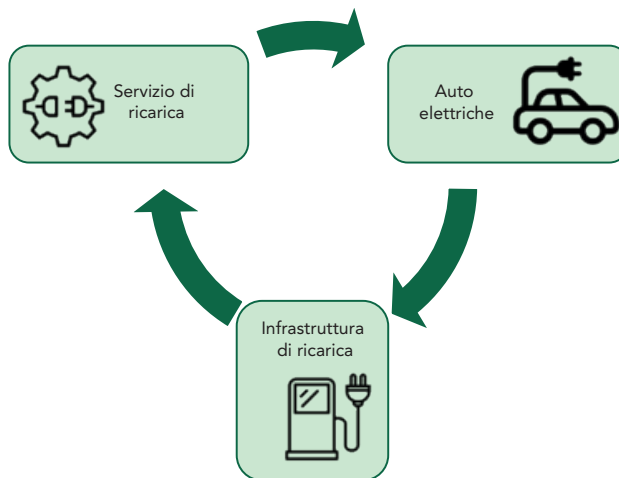 Servizio di
ricarica
Auto
elettriche
Infrastruttura
di ricarica